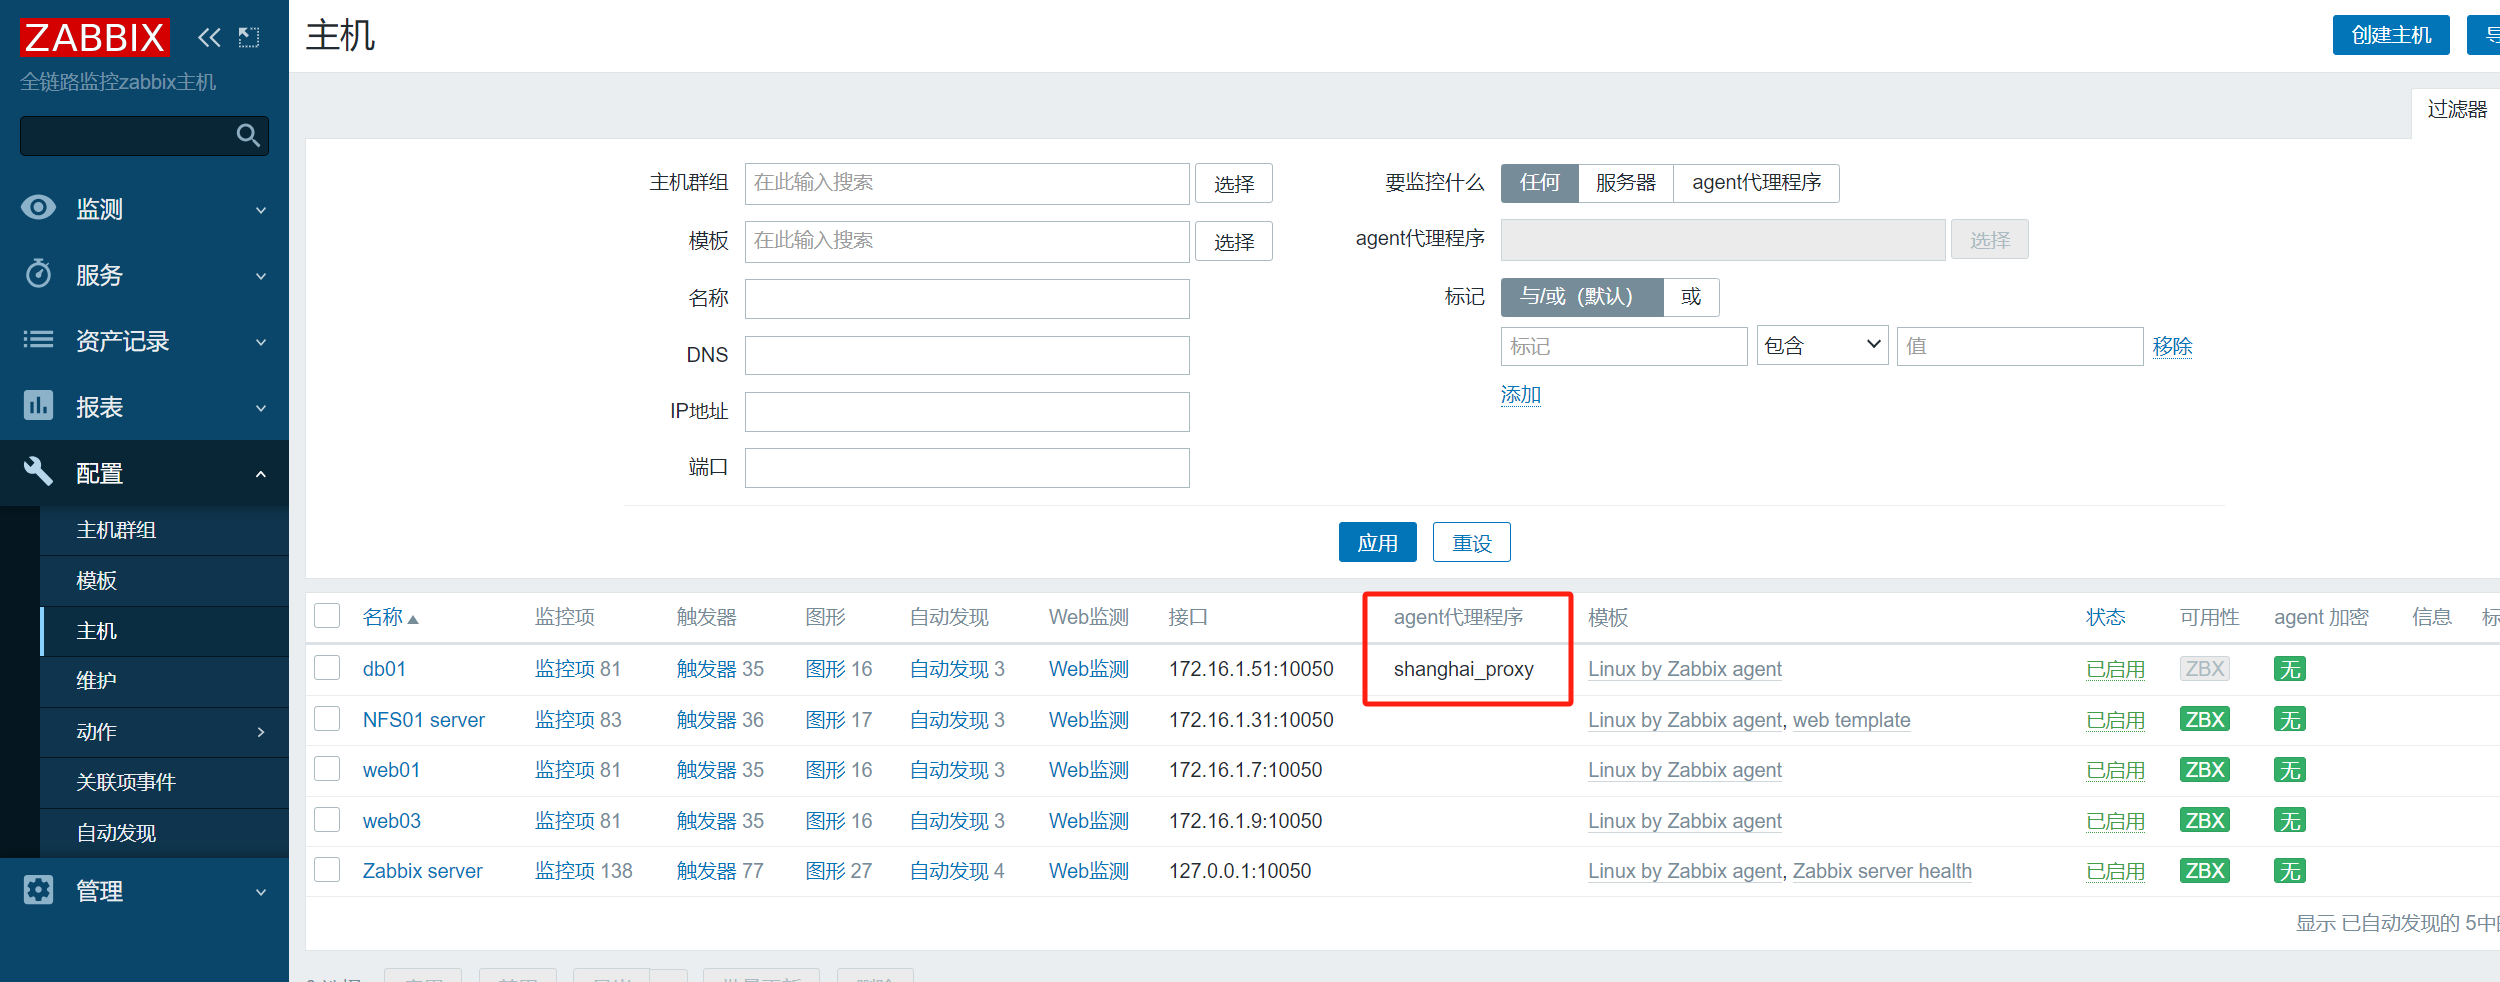 ZABBIX
全链路监控zabbix主机
监测
服务
资产记录
报表
配置
主机群组
模板
主机
维护
动作
关联项事件
自动发现
管理
主机
创建主机
过滤器
主机群组 在此输入搜索 选择
模板 在此输入搜索 选择
名称
DNS
IP地址
端口
要监控什么 任何 服务器 agent代理程序
agent代理程序 选择
标记 与/或（默认） 或
标记 包含 值 移除
添加
应用 重设
名称 监控项 触发器 图形 自动发现 Web监测 接口 agent代理程序 模板 状态 可用性 agent 加密 信息
db01 监控项 81 触发器 35 图形 16 自动发现 3 Web监测 172.16.1.51:10050 shanghai_proxy Linux by Zabbix agent 已启用 ZBX 无
NFS01 server 监控项 83 触发器 36 图形 17 自动发现 3 Web监测 172.16.1.31:10050 Linux by Zabbix agent, web template 已启用 ZBX 无
web01 监控项 81 触发器 35 图形 16 自动发现 3 Web监测 172.16.1.7:10050 Linux by Zabbix agent 已启用 ZBX 无
web03 监控项 81 触发器 35 图形 16 自动发现 3 Web监测 172.16.1.9:10050 Linux by Zabbix agent 已启用 ZBX 无
Zabbix server 监控项 138 触发器 77 图形 27 自动发现 4 Web监测 127.0.0.1:10050 Linux by Zabbix agent, Zabbix server health 已启用 ZBX 无
显示 已自动发现的 5中